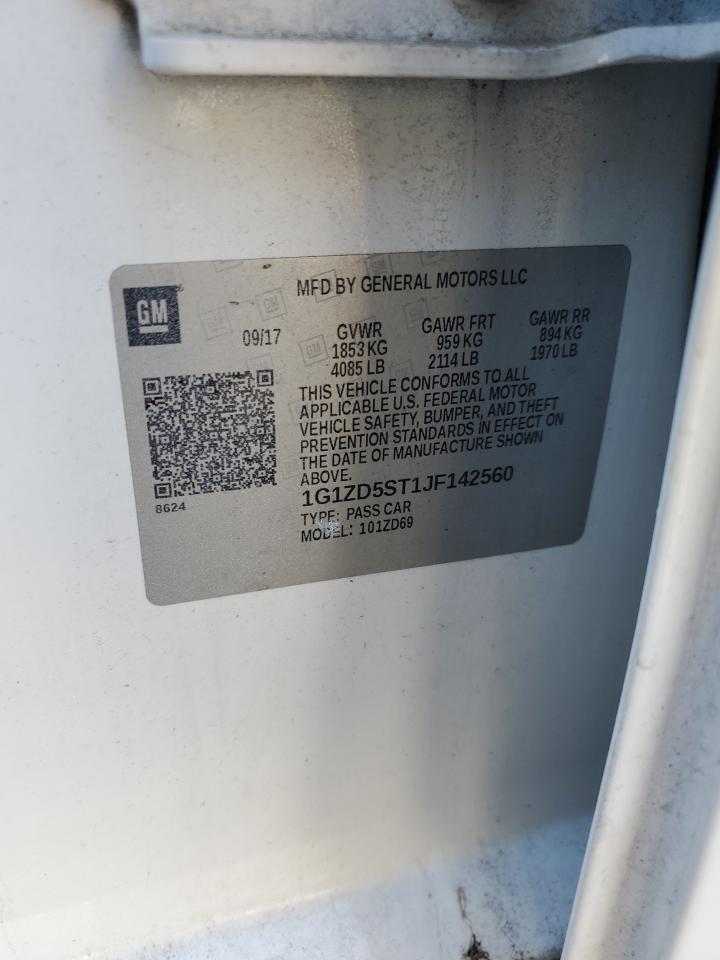 MFD BY GENERAL MOTORS LLC
GM
09/17
GVWR GAWR FRT GAWR RR
1853 KG 959 KG 894 KG
4085 LB 2114 LB 1970 LB
THIS VEHICLE CONFORMS TO ALL
APPLICABLE U.S. FEDERAL MOTOR
VEHICLE SAFETY, BUMPER, AND THEFT
PREVENTION STANDARDS IN EFFECT ON
THE DATE OF MANUFACTURE SHOWN
ABOVE.
1G1ZD5ST1JF142560
8624
TYPE: PASS CAR
MODEL: 101ZD69